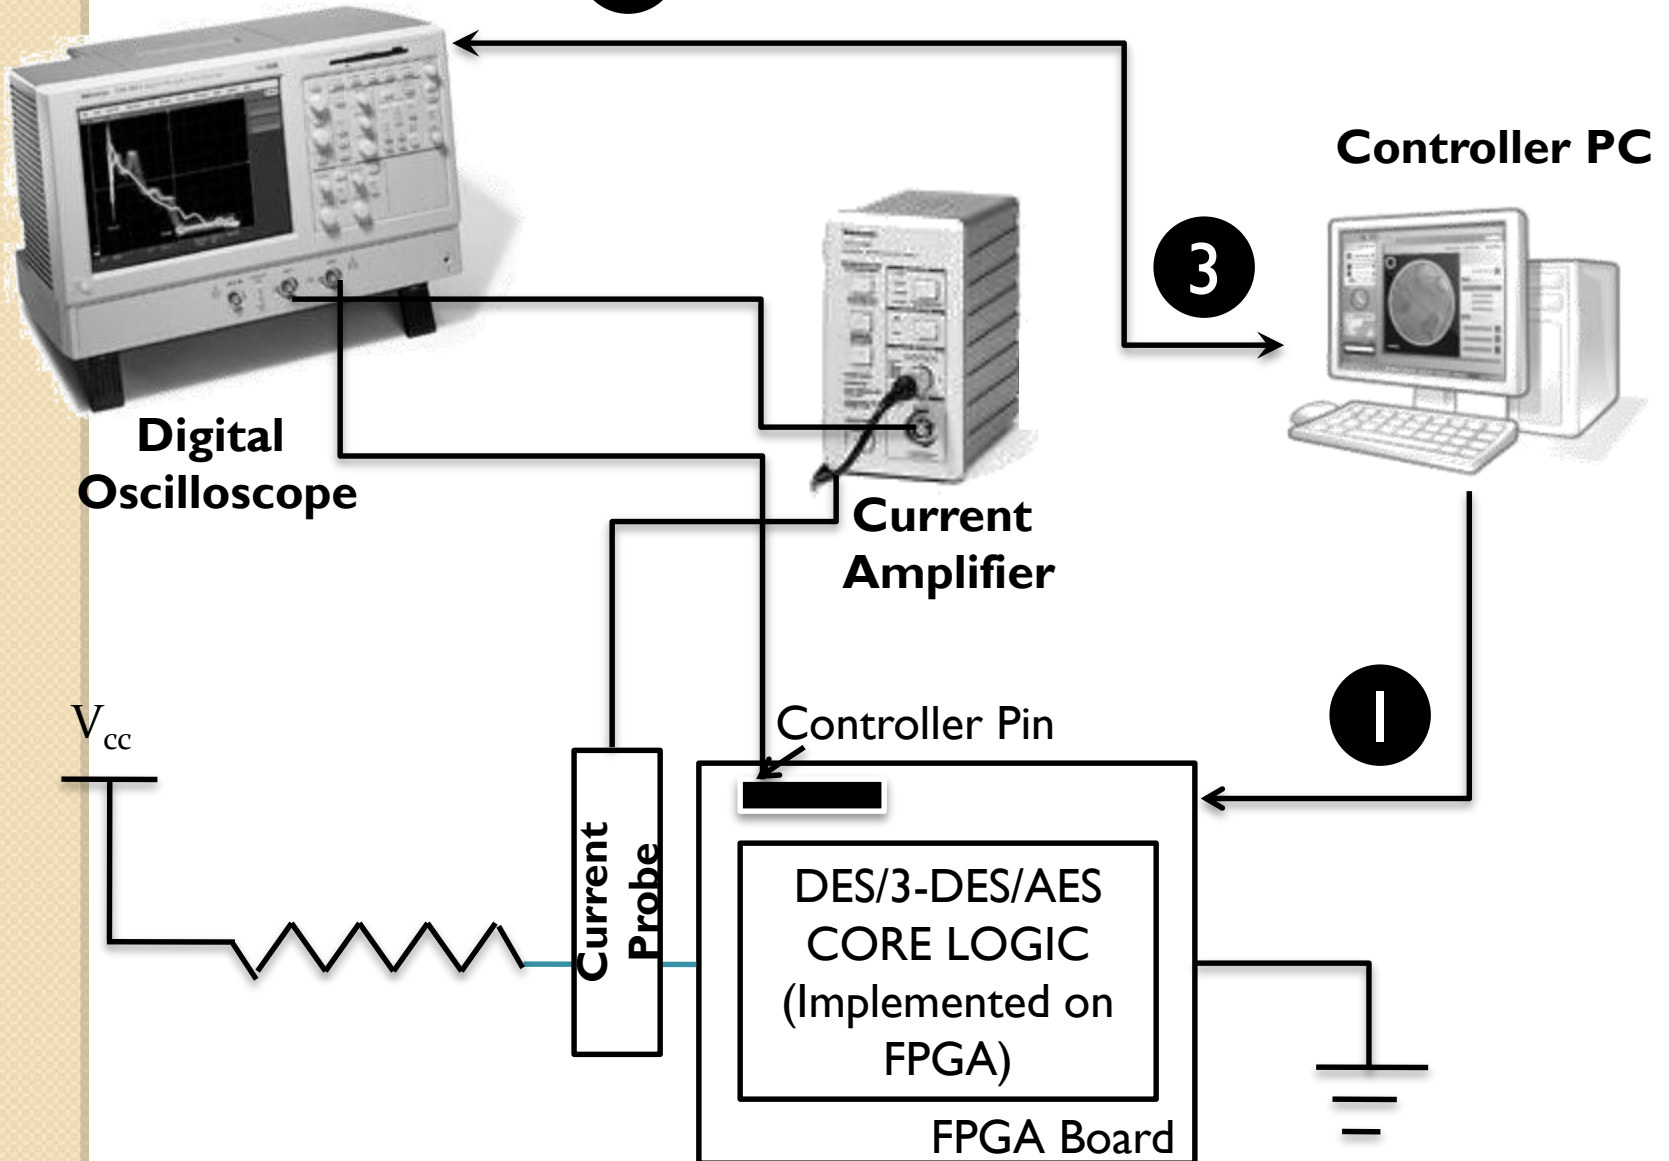 Controller PC
3
Digital
Oscilloscope
Current
Amplifier
V
cc
Controller Pin
1
Current
Probe
DES/3-DES/AES
CORE LOGIC
(Implemented on
FPGA)
FPGA Board